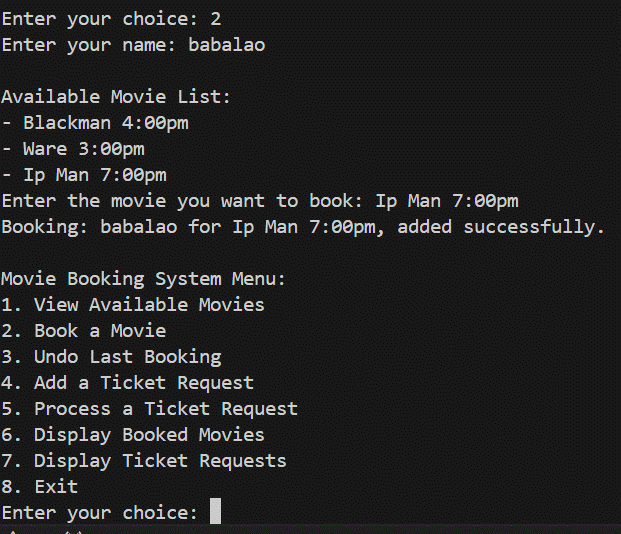 Enter your choice: 2
Enter your name: babalao
Available Movie List:
- Blackman 4:00pm
- Ware 3:00pm
- Ip Man 7:00pm
Enter the movie you want to book: Ip Man 7:00pm
Booking: babalao for Ip Man 7:00pm, added successfully.
Movie Booking System Menu:
1. View Available Movies
2. Book a Movie
3. Undo Last Booking
4. Add a Ticket Request
5. Process a Ticket Request
6. Display Booked Movies
7. Display Ticket Requests
8. Exit
Enter your choice: